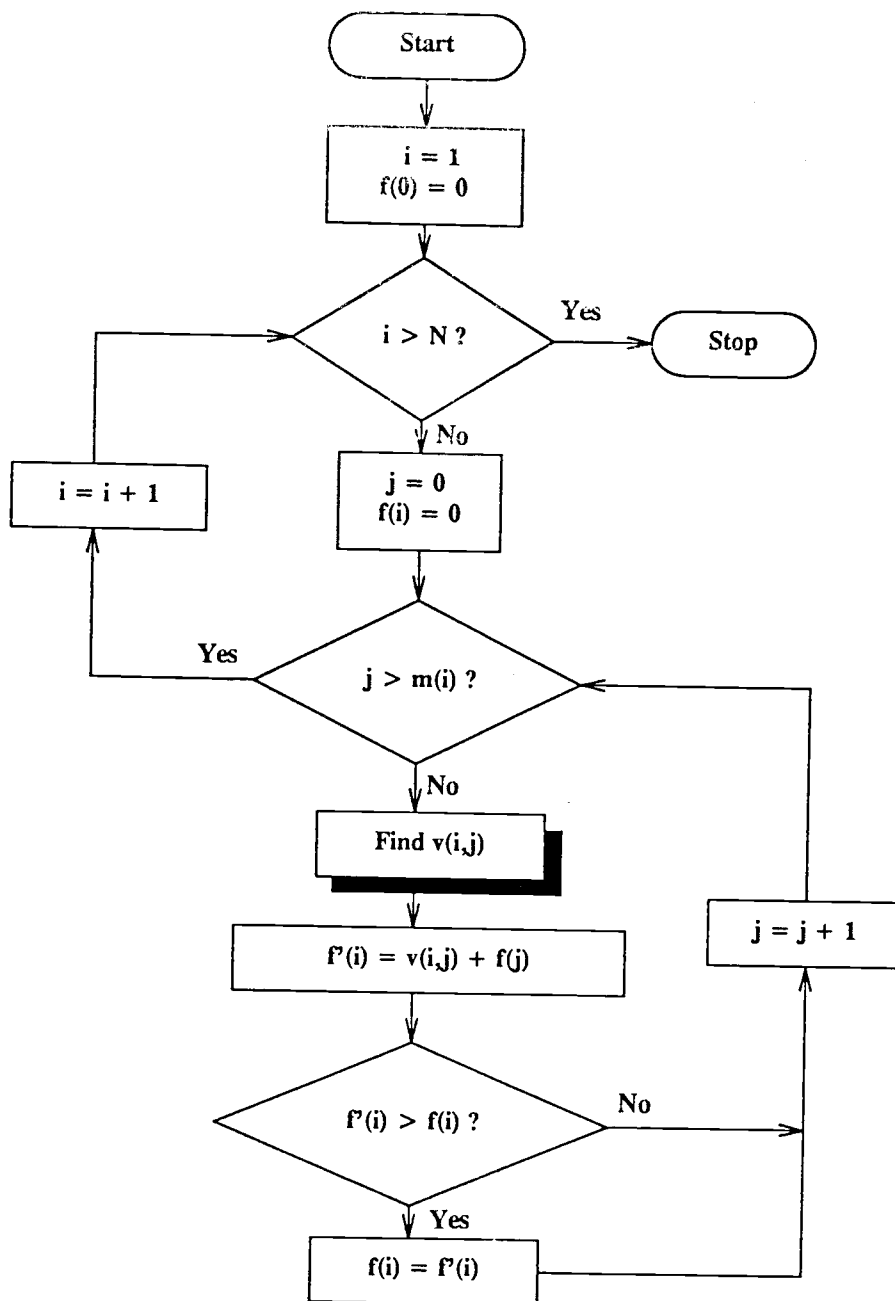 Start
i = 1
f(0) = 0
i > N ?
Yes
Stop
No
i = i + 1
j = 0
f(i) = 0
Yes
j > m(i) ?
No
Find v(i,j)
j = j + 1
f'(i) = v(i,j) + f(j)
f'(i) > f(i) ?
No
Yes
f(i) = f'(i)